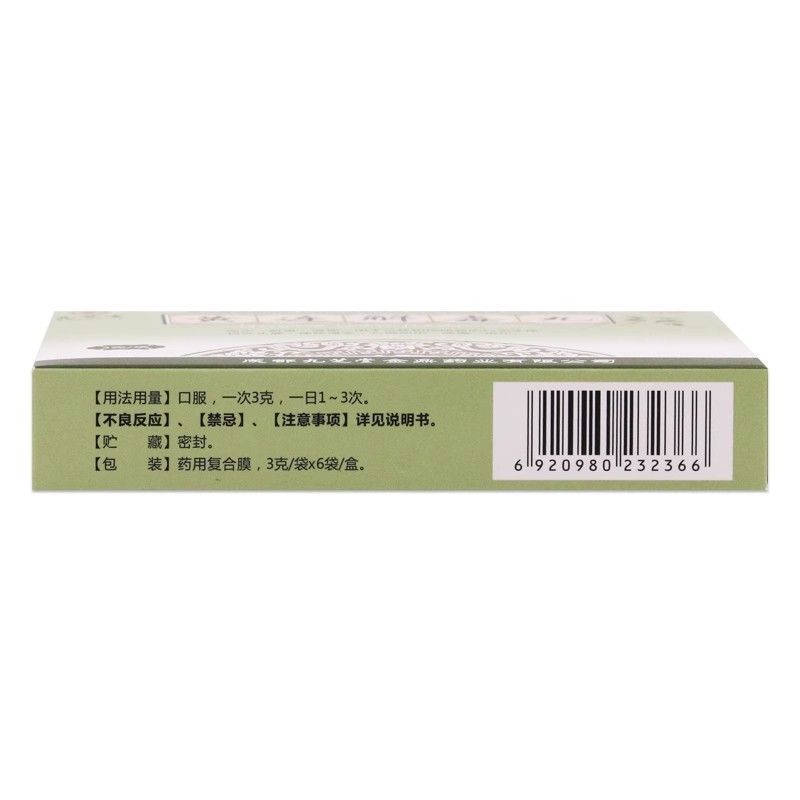 【用法用量】口服，一次3克，一日1~3次。
【不良反应】、【禁忌】、【注意事项】详见说明书。
【贮　　藏】密封。
【包　　装】药用复合膜，3克/袋x6袋/盒。
6 920980 232366